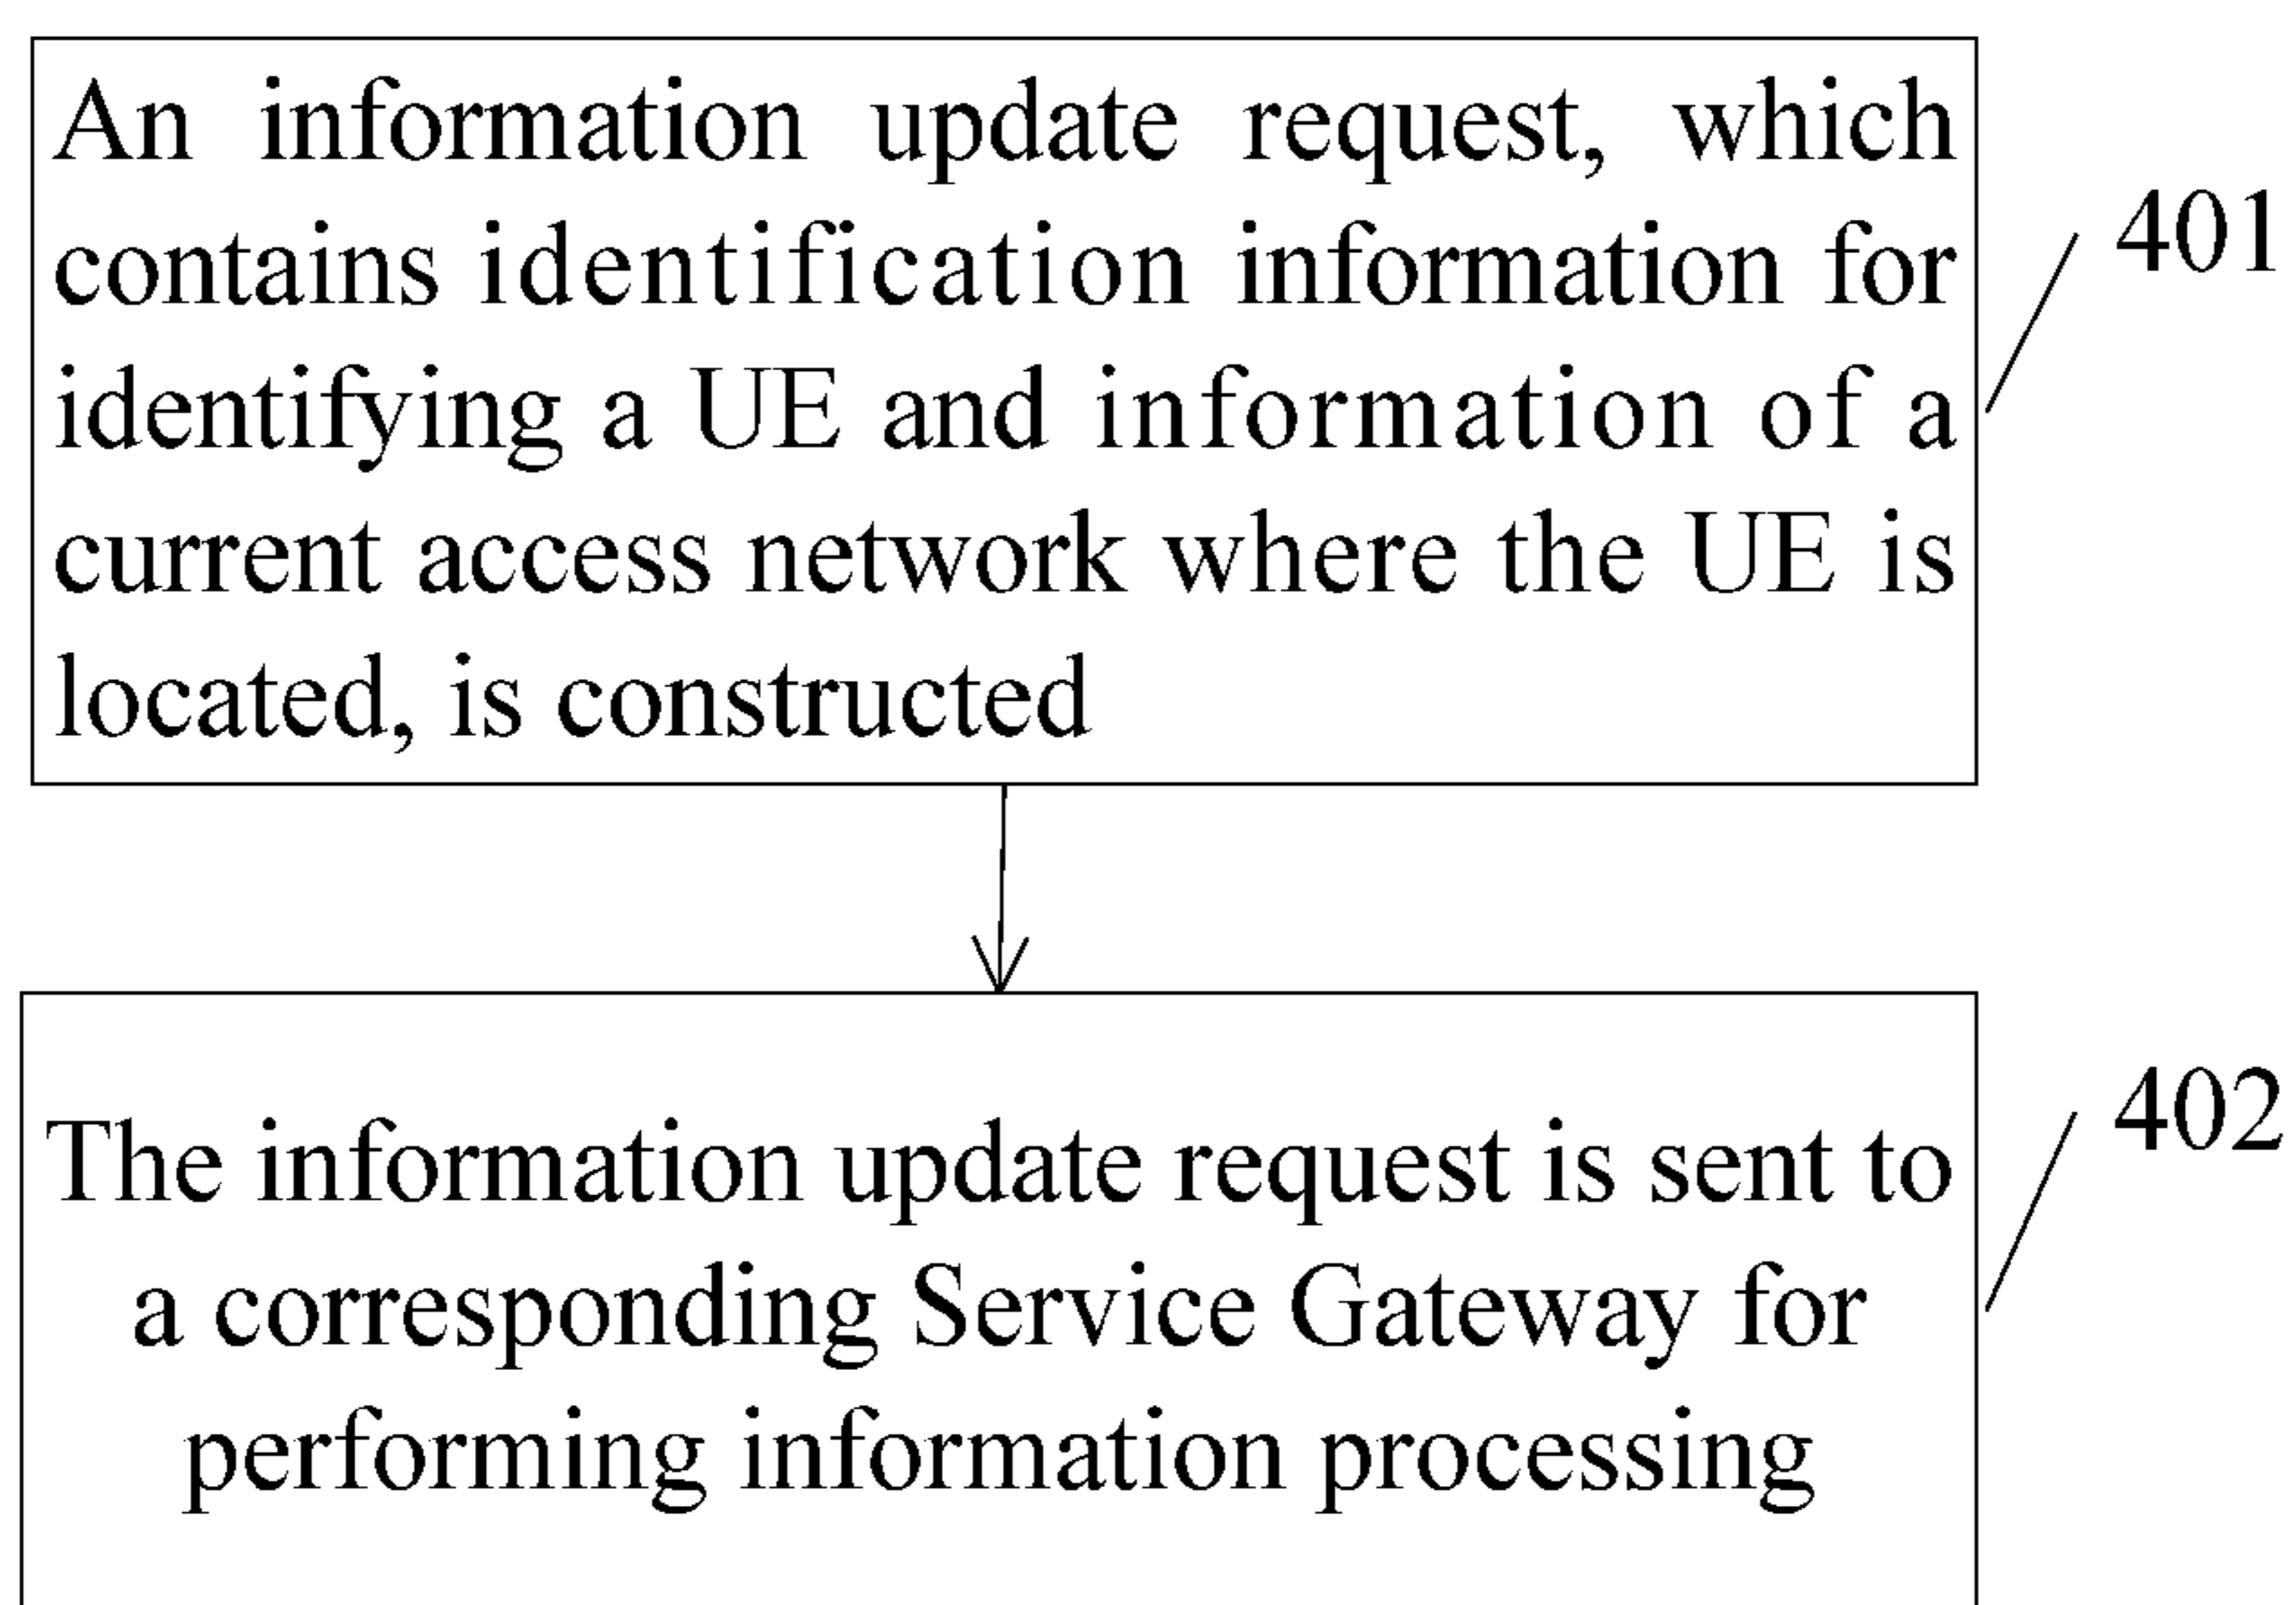 An information update request, which
contains identification information for
identifying a UE and information of a
current access network where the UE is
located, is constructed
401
The information update request is sent to
a corresponding Service Gateway for
performing information processing
402